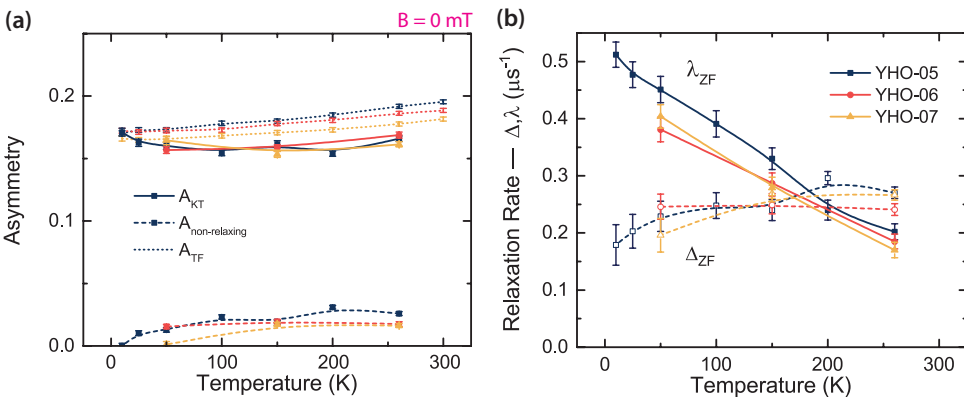 (a)
B = 0 mT
Asymmetry
0.2
0.1
0.0
A_KT
A_non-relaxing
A_TF
0
100
200
300
Temperature (K)
(b)
Relaxation Rate — Δ,λ (μs⁻¹)
0.5
0.4
0.3
0.2
0.1
0.0
λ_ZF
Δ_ZF
YHO-05
YHO-06
YHO-07
0
100
200
300
Temperature (K)